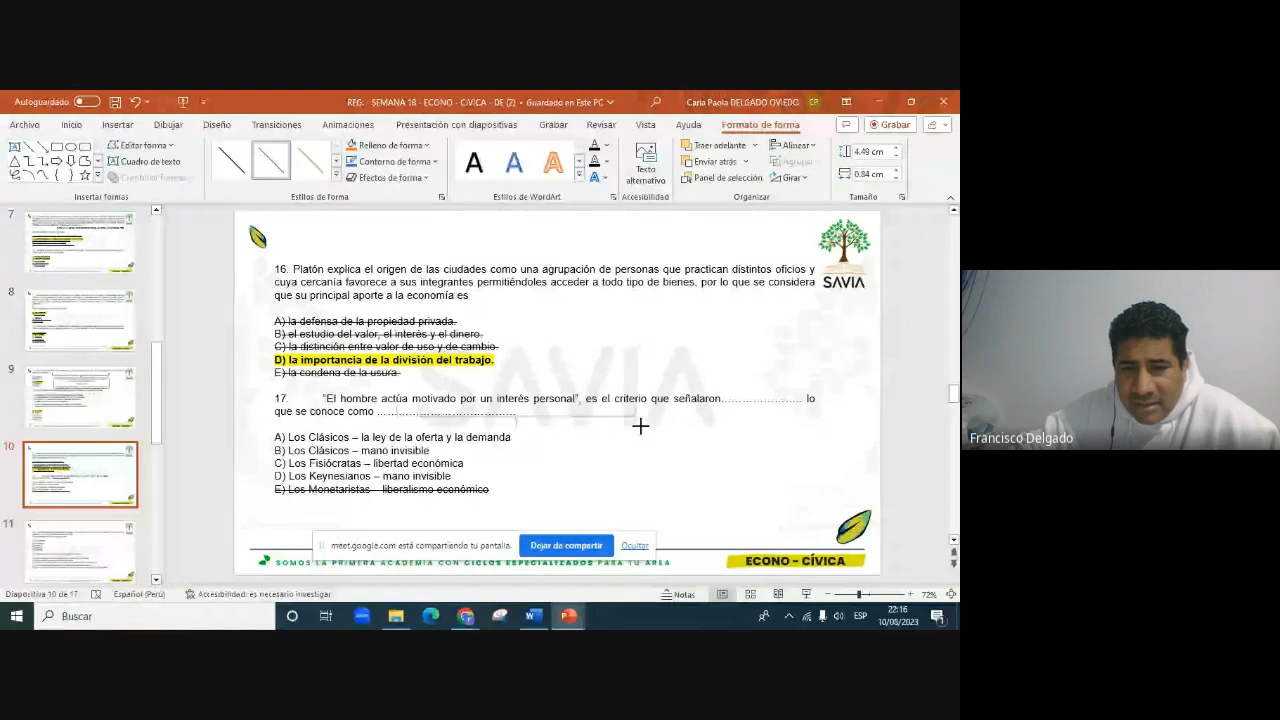 Autoguardado
REG. - SEMANA 18 - ECONO - CÍVICA - DE (2) • Guardado en Este PC
Carla Paola DELGADO OVIEDO CP
Archivo Inicio Insertar Dibujar Diseño Transiciones Animaciones Presentación con diapositivas Grabar Revisar Vista Ayuda Formato de forma
Grabar
Editar forma
Cuadro de texto
Combinar formas
Insertar formas
Relleno de forma
Contorno de forma
Efectos de forma
Estilos de forma
A A A
Estilos de WordArt
Texto
alternativo
Accesibilidad
Traer adelante
Enviar atrás
Panel de selección
Alinear
Agrupar
Girar
Organizar
4.49 cm
0.84 cm
Tamaño
7
8
9
10
11
SAVIA
16. Platón explica el origen de las ciudades como una agrupación de personas que practican distintos oficios y
cuya cercanía favorece a sus integrantes permitiéndoles acceder a todo tipo de bienes, por lo que se considera
que su principal aporte a la economía es
A) la defensa de la propiedad privada.
B) el estudio del valor, el interés y el dinero.
C) la distinción entre valor de uso y de cambio.
D) la importancia de la división del trabajo.
E) la condena de la usura.
SAVIA
17. "El hombre actúa motivado por un interés personal", es el criterio que señalaron………………… lo
que se conoce como ………………………………
A) Los Clásicos – la ley de la oferta y la demanda
B) Los Clásicos – mano invisible
C) Los Fisiócratas – libertad económica
D) Los Keynesianos – mano invisible
E) Los Monetaristas – liberalismo económico
meet.google.com está compartiendo tu pantalla.
Dejar de compartir
Ocultar
SOMOS LA PRIMERA ACADEMIA CON CICLOS ESPECIALIZADOS PARA TU ÁREA
ECONO - CÍVICA
Diapositiva 10 de 17
Español (Perú)
Accesibilidad: es necesario investigar
Notas
72%
Buscar
ESP
22:16
10/08/2023
Francisco Delgado